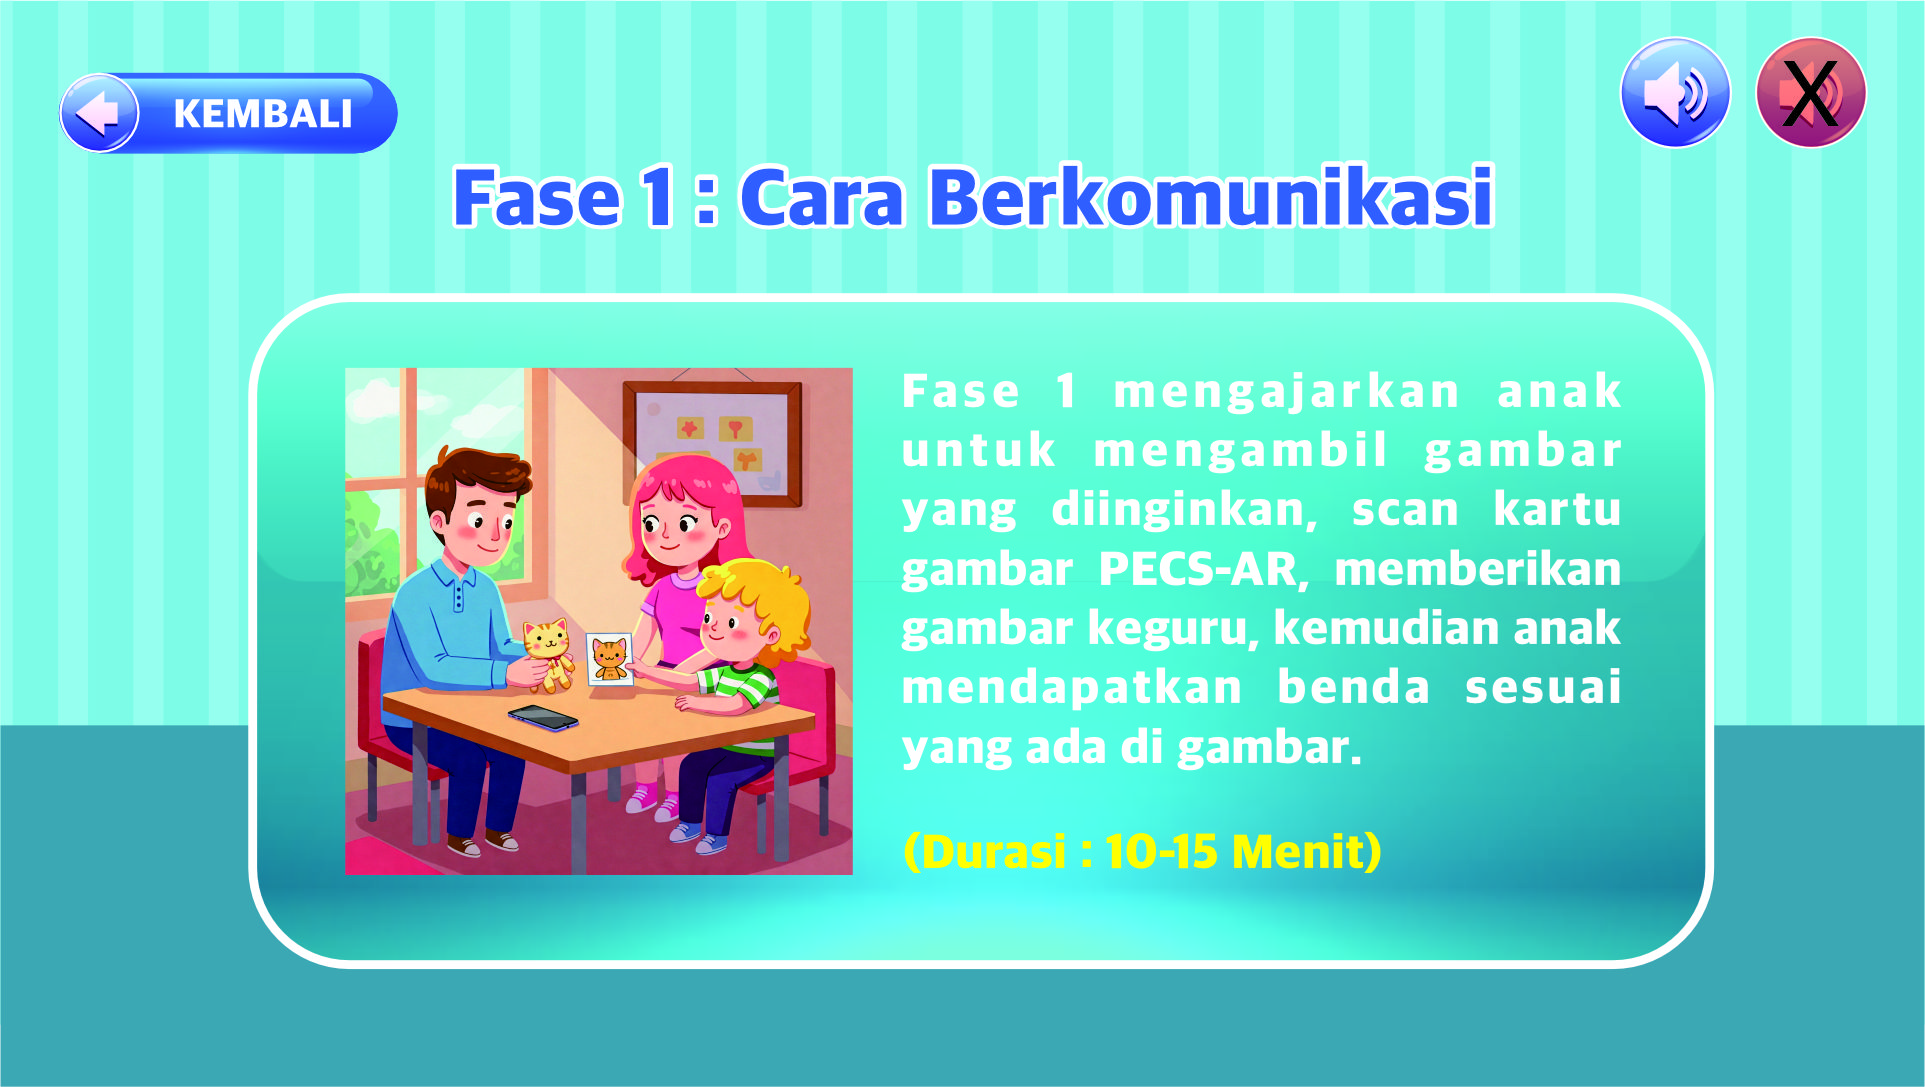 KEMBALI
X
Fase 1 : Cara Berkomunikasi
Fase 1 mengajarkan anak
untuk mengambil gambar
yang diinginkan, scan kartu
gambar PECS-AR, memberikan
gambar keguru, kemudian anak
mendapatkan benda sesuai
yang ada di gambar.
(Durasi : 10-15 Menit)